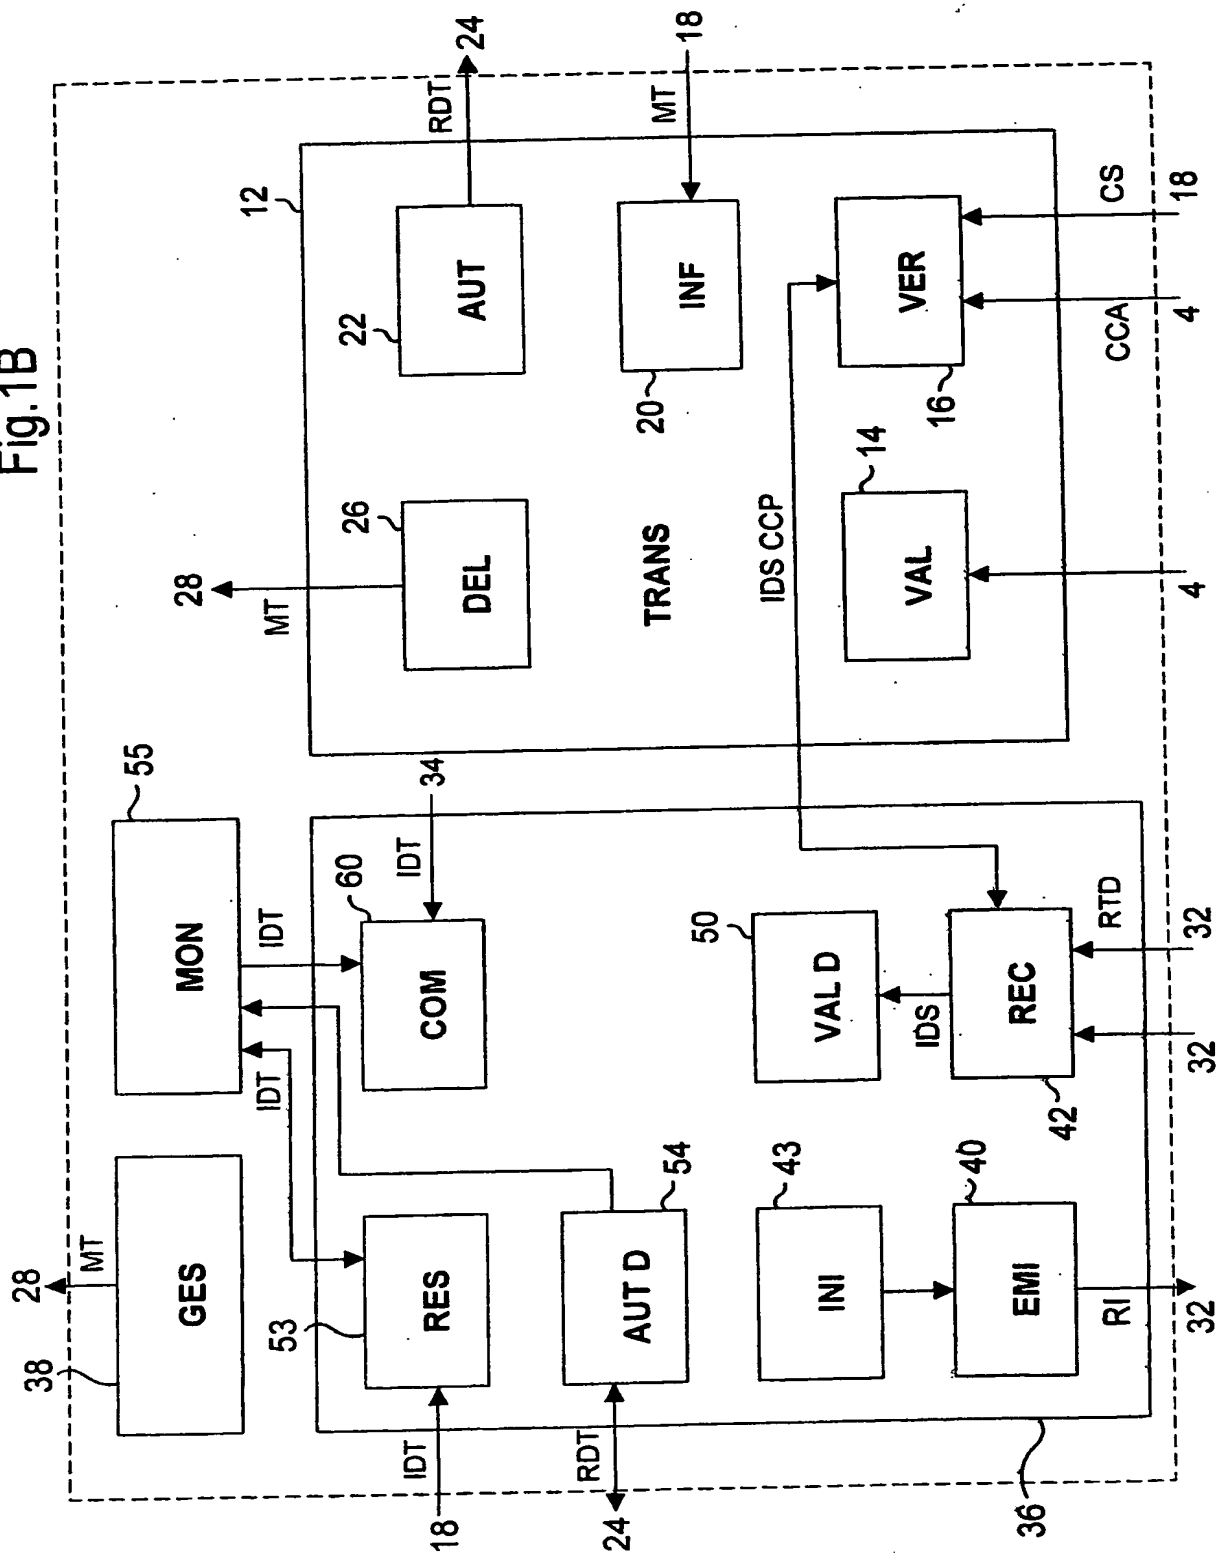 Fig.1B
28
MT
38
GES
55
MON
IDT
IDT
53
RES
IDT
18
60
COM
IDT
34
54
AUT D
RDT
24
43
INI
40
EMI
RI
32
50
VAL D
IDS
42
REC
RTD
32
32
36
IDS CCP
12
TRANS
28
MT
26
DEL
22
AUT
RDT
24
20
INF
MT
18
14
VAL
4
16
VER
CCA
4
CS
18